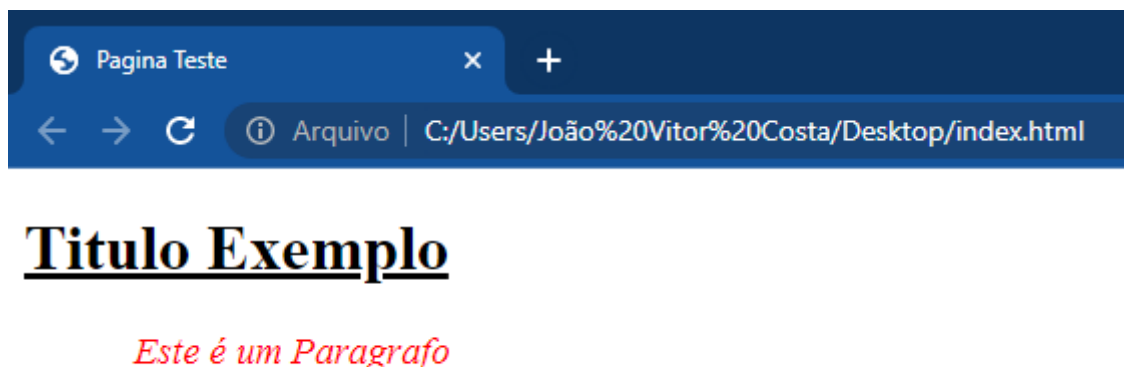 Pagina Teste
Arquivo | C:/Users/João%20Vitor%20Costa/Desktop/index.html
Titulo Exemplo
Este é um Paragrafo